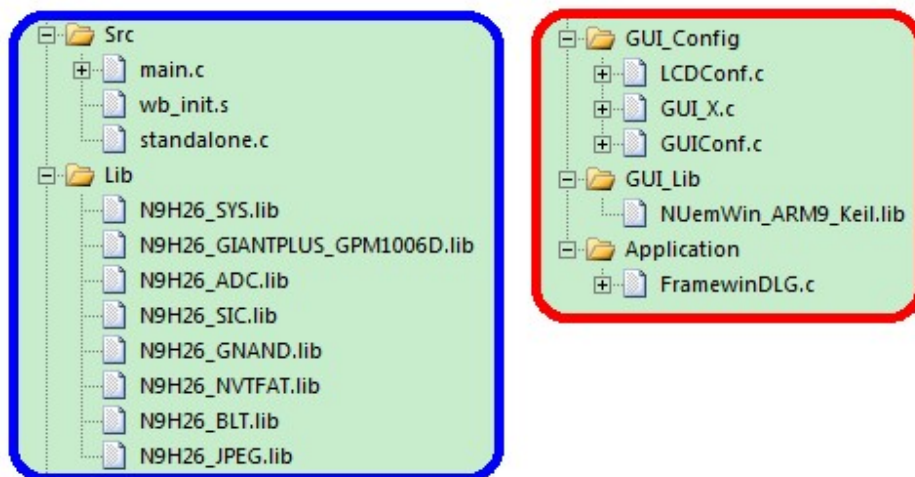 Src
main.c
wb_init.s
standalone.c
Lib
N9H26_SYS.lib
N9H26_GIANTPLUS_GPM1006D.lib
N9H26_ADC.lib
N9H26_SIC.lib
N9H26_GNAND.lib
N9H26_NVTFAT.lib
N9H26_BLT.lib
N9H26_JPEG.lib
GUI_Config
LCDConf.c
GUI_X.c
GUIConf.c
GUI_Lib
NUemWin_ARM9_Keil.lib
Application
FramewinDLG.c